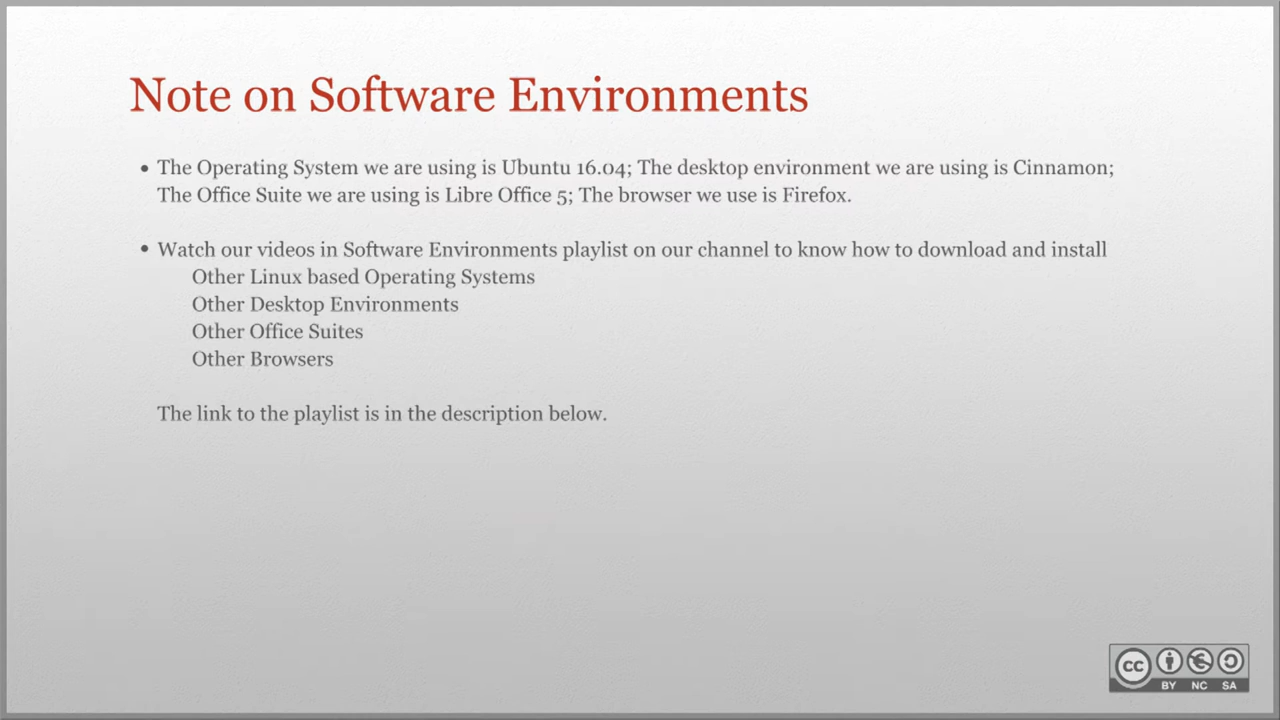 Note on Software Environments
• The Operating System we are using is Ubuntu 16.04; The desktop environment we are using is Cinnamon;
The Office Suite we are using is Libre Office 5; The browser we use is Firefox.
• Watch our videos in Software Environments playlist on our channel to know how to download and install
Other Linux based Operating Systems
Other Desktop Environments
Other Office Suites
Other Browsers
The link to the playlist is in the description below.
cc
BY NC SA